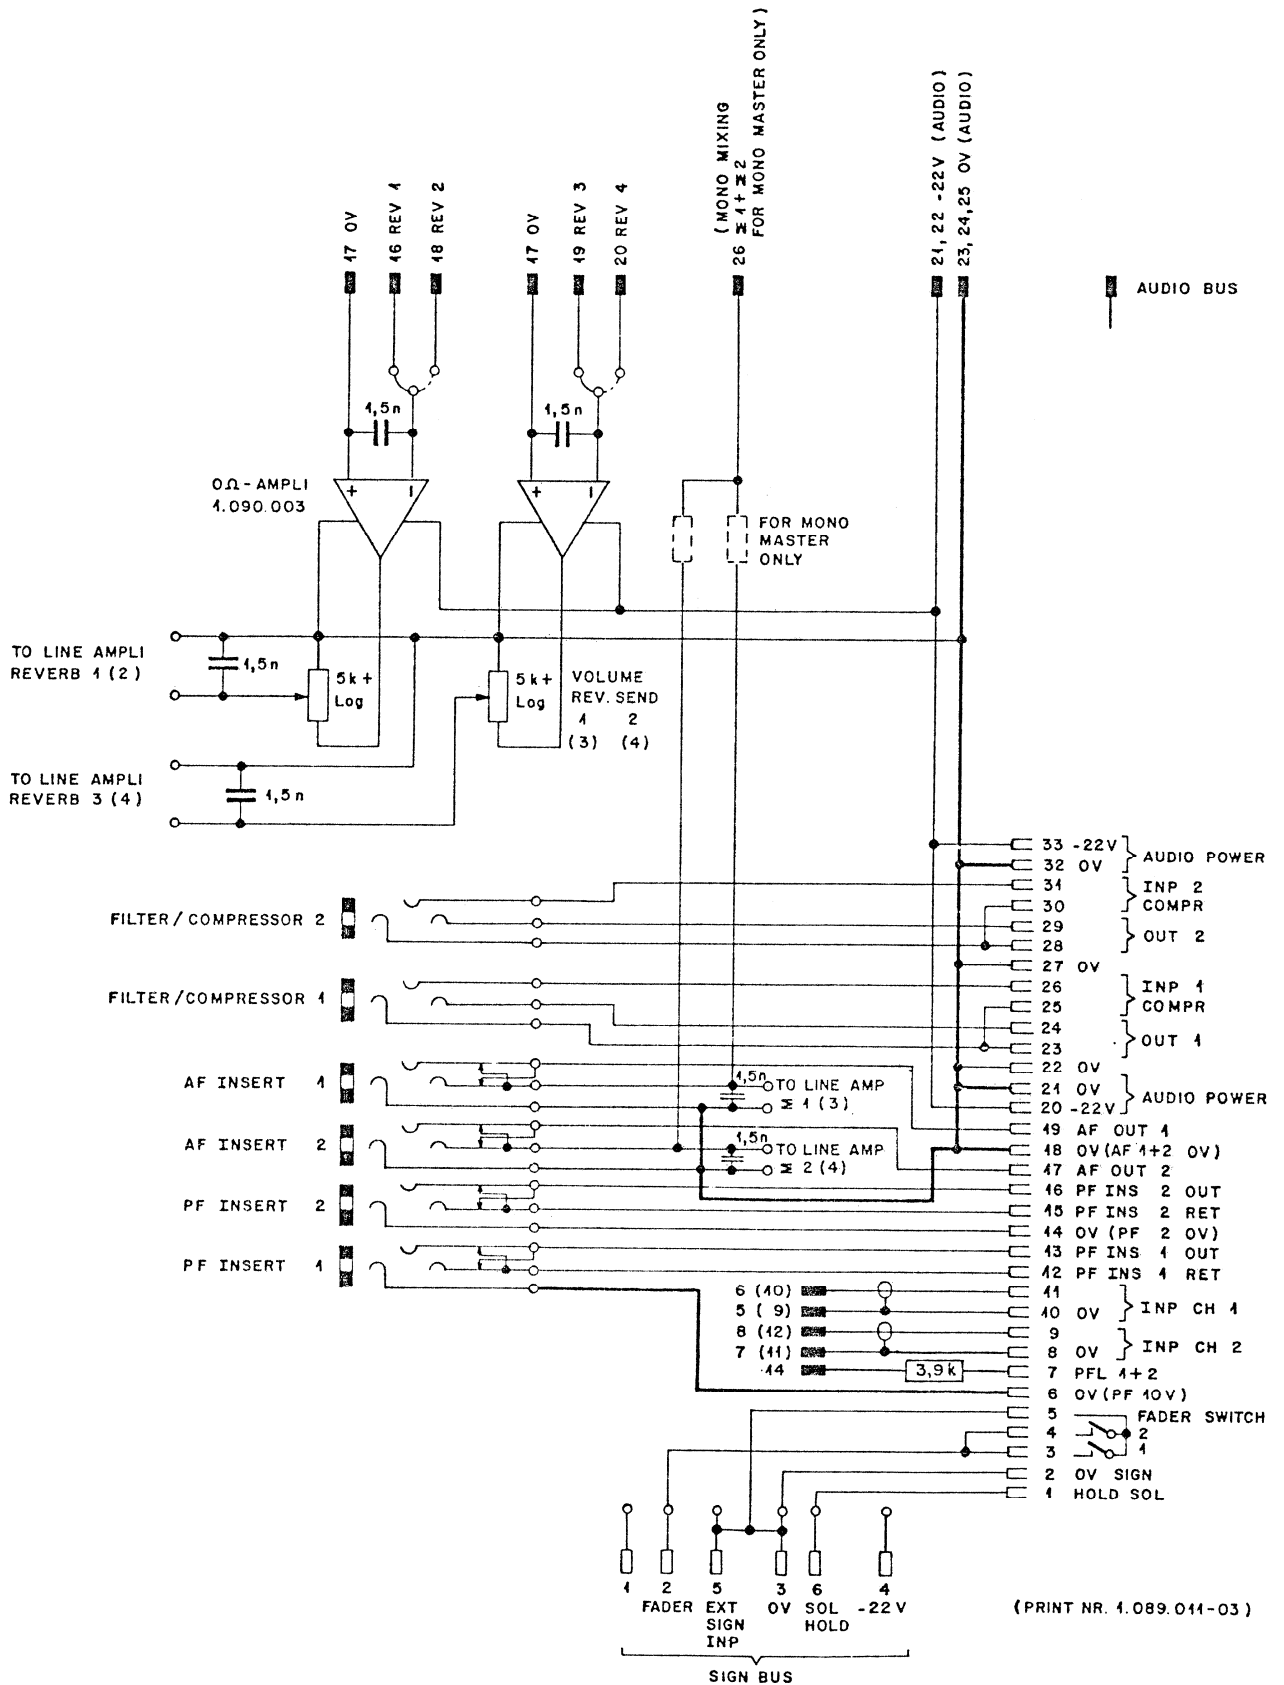 (MONO MIXING
26 Σ1+Σ2
FOR MONO MASTER ONLY)
17 0V
16 REV 1
18 REV 2
17 0V
19 REV 3
20 REV 4
21, 22 -22V (AUDIO)
23, 24, 25 0V (AUDIO)
AUDIO BUS
1,5n
1,5n
0Ω-AMPLI
1.090.003
+ −
+ −
FOR MONO
MASTER
ONLY
TO LINE AMPLI
REVERB 1 (2)
1,5n
5k+
Log
5k+
Log
VOLUME
REV. SEND
1 2
(3) (4)
TO LINE AMPLI
REVERB 3 (4)
1,5n
33 -22V
32 0V
AUDIO POWER
31
30
INP 2
COMPR
FILTER/COMPRESSOR 2
29
28
OUT 2
27 0V
FILTER/COMPRESSOR 1
26
25
INP 1
COMPR
24
23
OUT 1
22 0V
21 0V
20 -22V
AUDIO POWER
AF INSERT 1
1,5n
TO LINE AMP
Σ 1 (3)
19 AF OUT 1
18 0V (AF 1+2 0V)
17 AF OUT 2
AF INSERT 2
1,5n
TO LINE AMP
Σ 2 (4)
PF INSERT 2
16 PF INS 2 OUT
15 PF INS 2 RET
14 0V (PF 2 0V)
PF INSERT 1
13 PF INS 1 OUT
12 PF INS 1 RET
6 (10)
5 ( 9)
11
10 0V
INP CH 1
8 (12)
7 (11)
9
8 0V
INP CH 2
14
3,9k
7 PFL 1+2
6 0V (PF 10V)
5
FADER SWITCH
4 2
3 1
2 0V SIGN
1 HOLD SOL
1 2 5 3 6 4
FADER EXT 0V SOL -22V
SIGN HOLD
INP
SIGN BUS
(PRINT NR. 1.089.011-03)